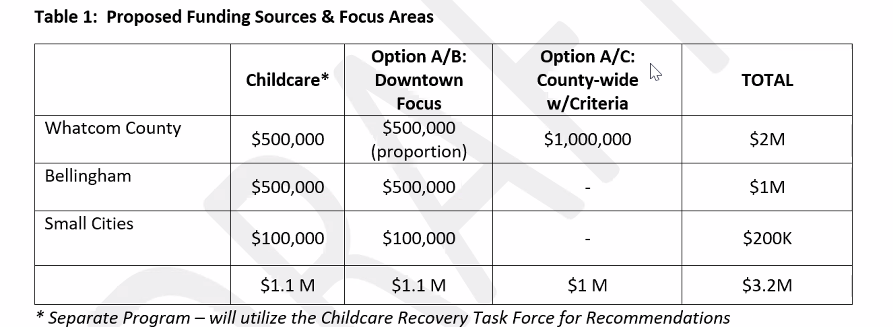 Table 1: Proposed Funding Sources & Focus Areas
Childcare* Option A/B: Downtown Focus Option A/C: County-wide w/Criteria TOTAL
Whatcom County $500,000 $500,000 (proportion) $1,000,000 $2M
Bellingham $500,000 $500,000 - $1M
Small Cities $100,000 $100,000 - $200K
$1.1 M $1.1 M $1 M $3.2M
* Separate Program – will utilize the Childcare Recovery Task Force for Recommendations
DRAFT